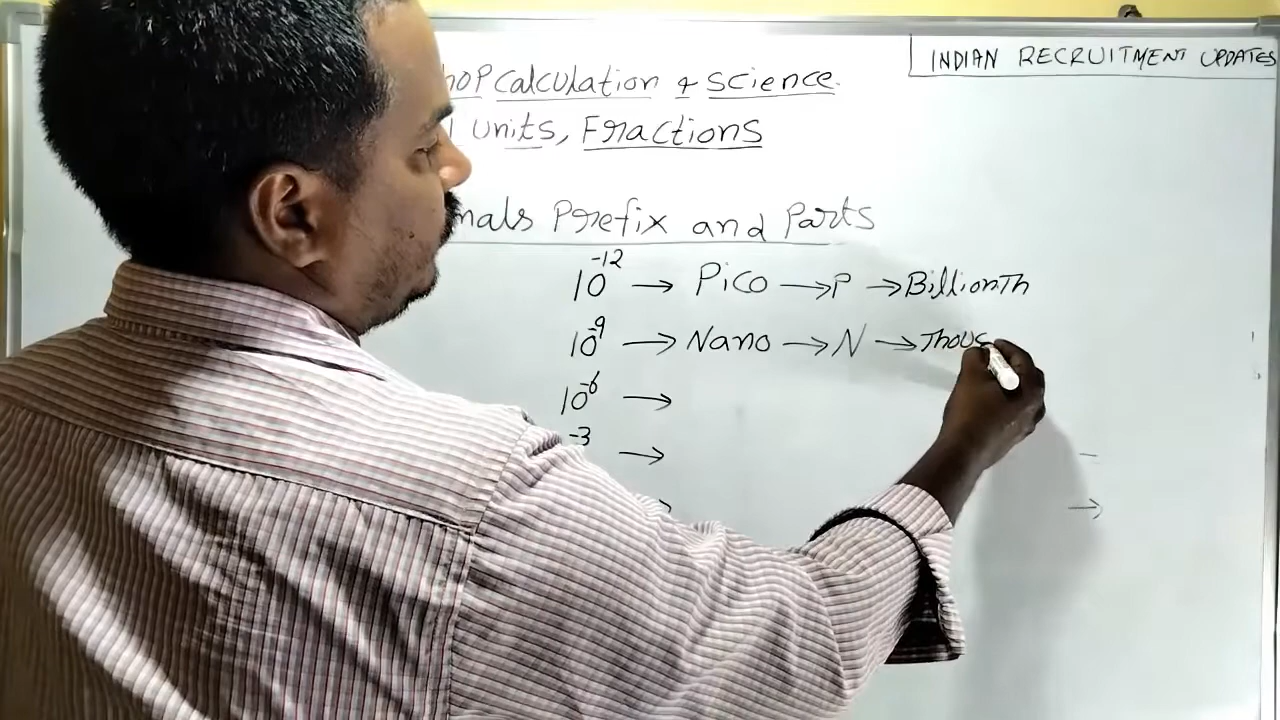 INDIAN RECRUITMENT UPDATES
hop calculation & science
units, Fractions
mals Prefix and Parts
10⁻¹² → Pico → P → Billionth
10⁻⁹ → Nano → N → Thous
10⁻⁶ →
-3 →
→